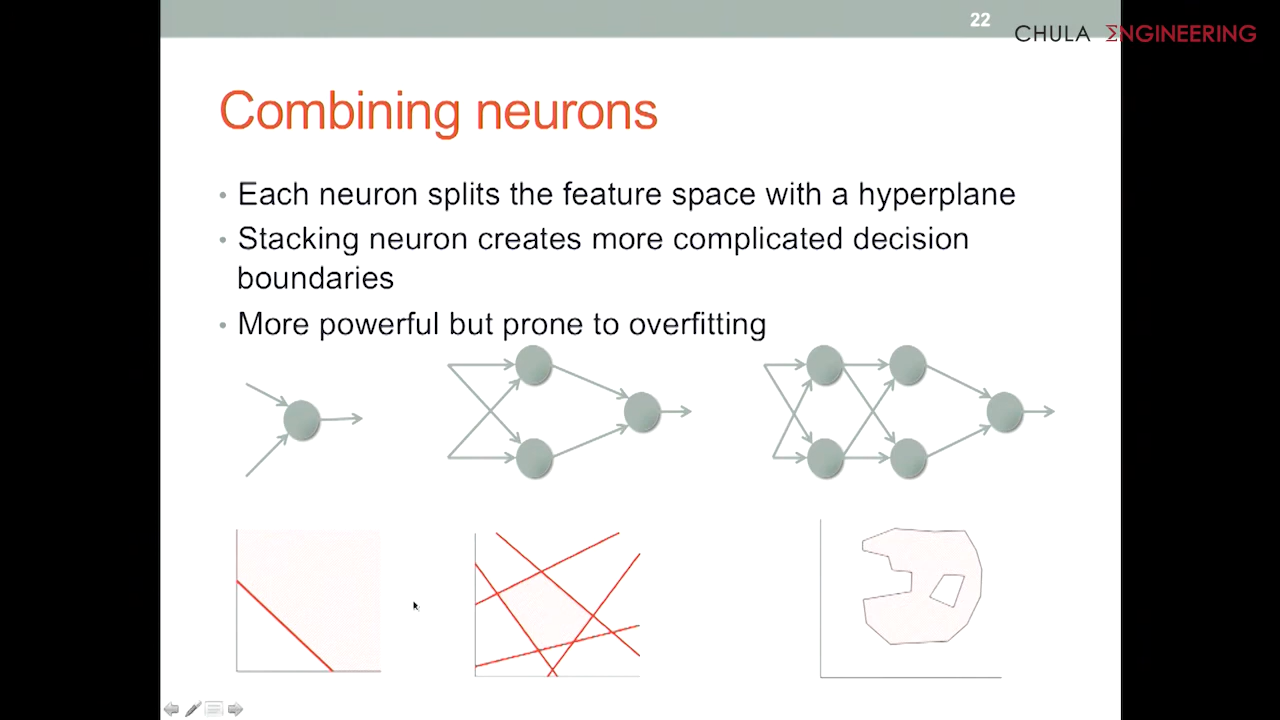 22
CHULA ΣNGINEERING
Combining neurons
• Each neuron splits the feature space with a hyperplane
• Stacking neuron creates more complicated decision
boundaries
• More powerful but prone to overfitting